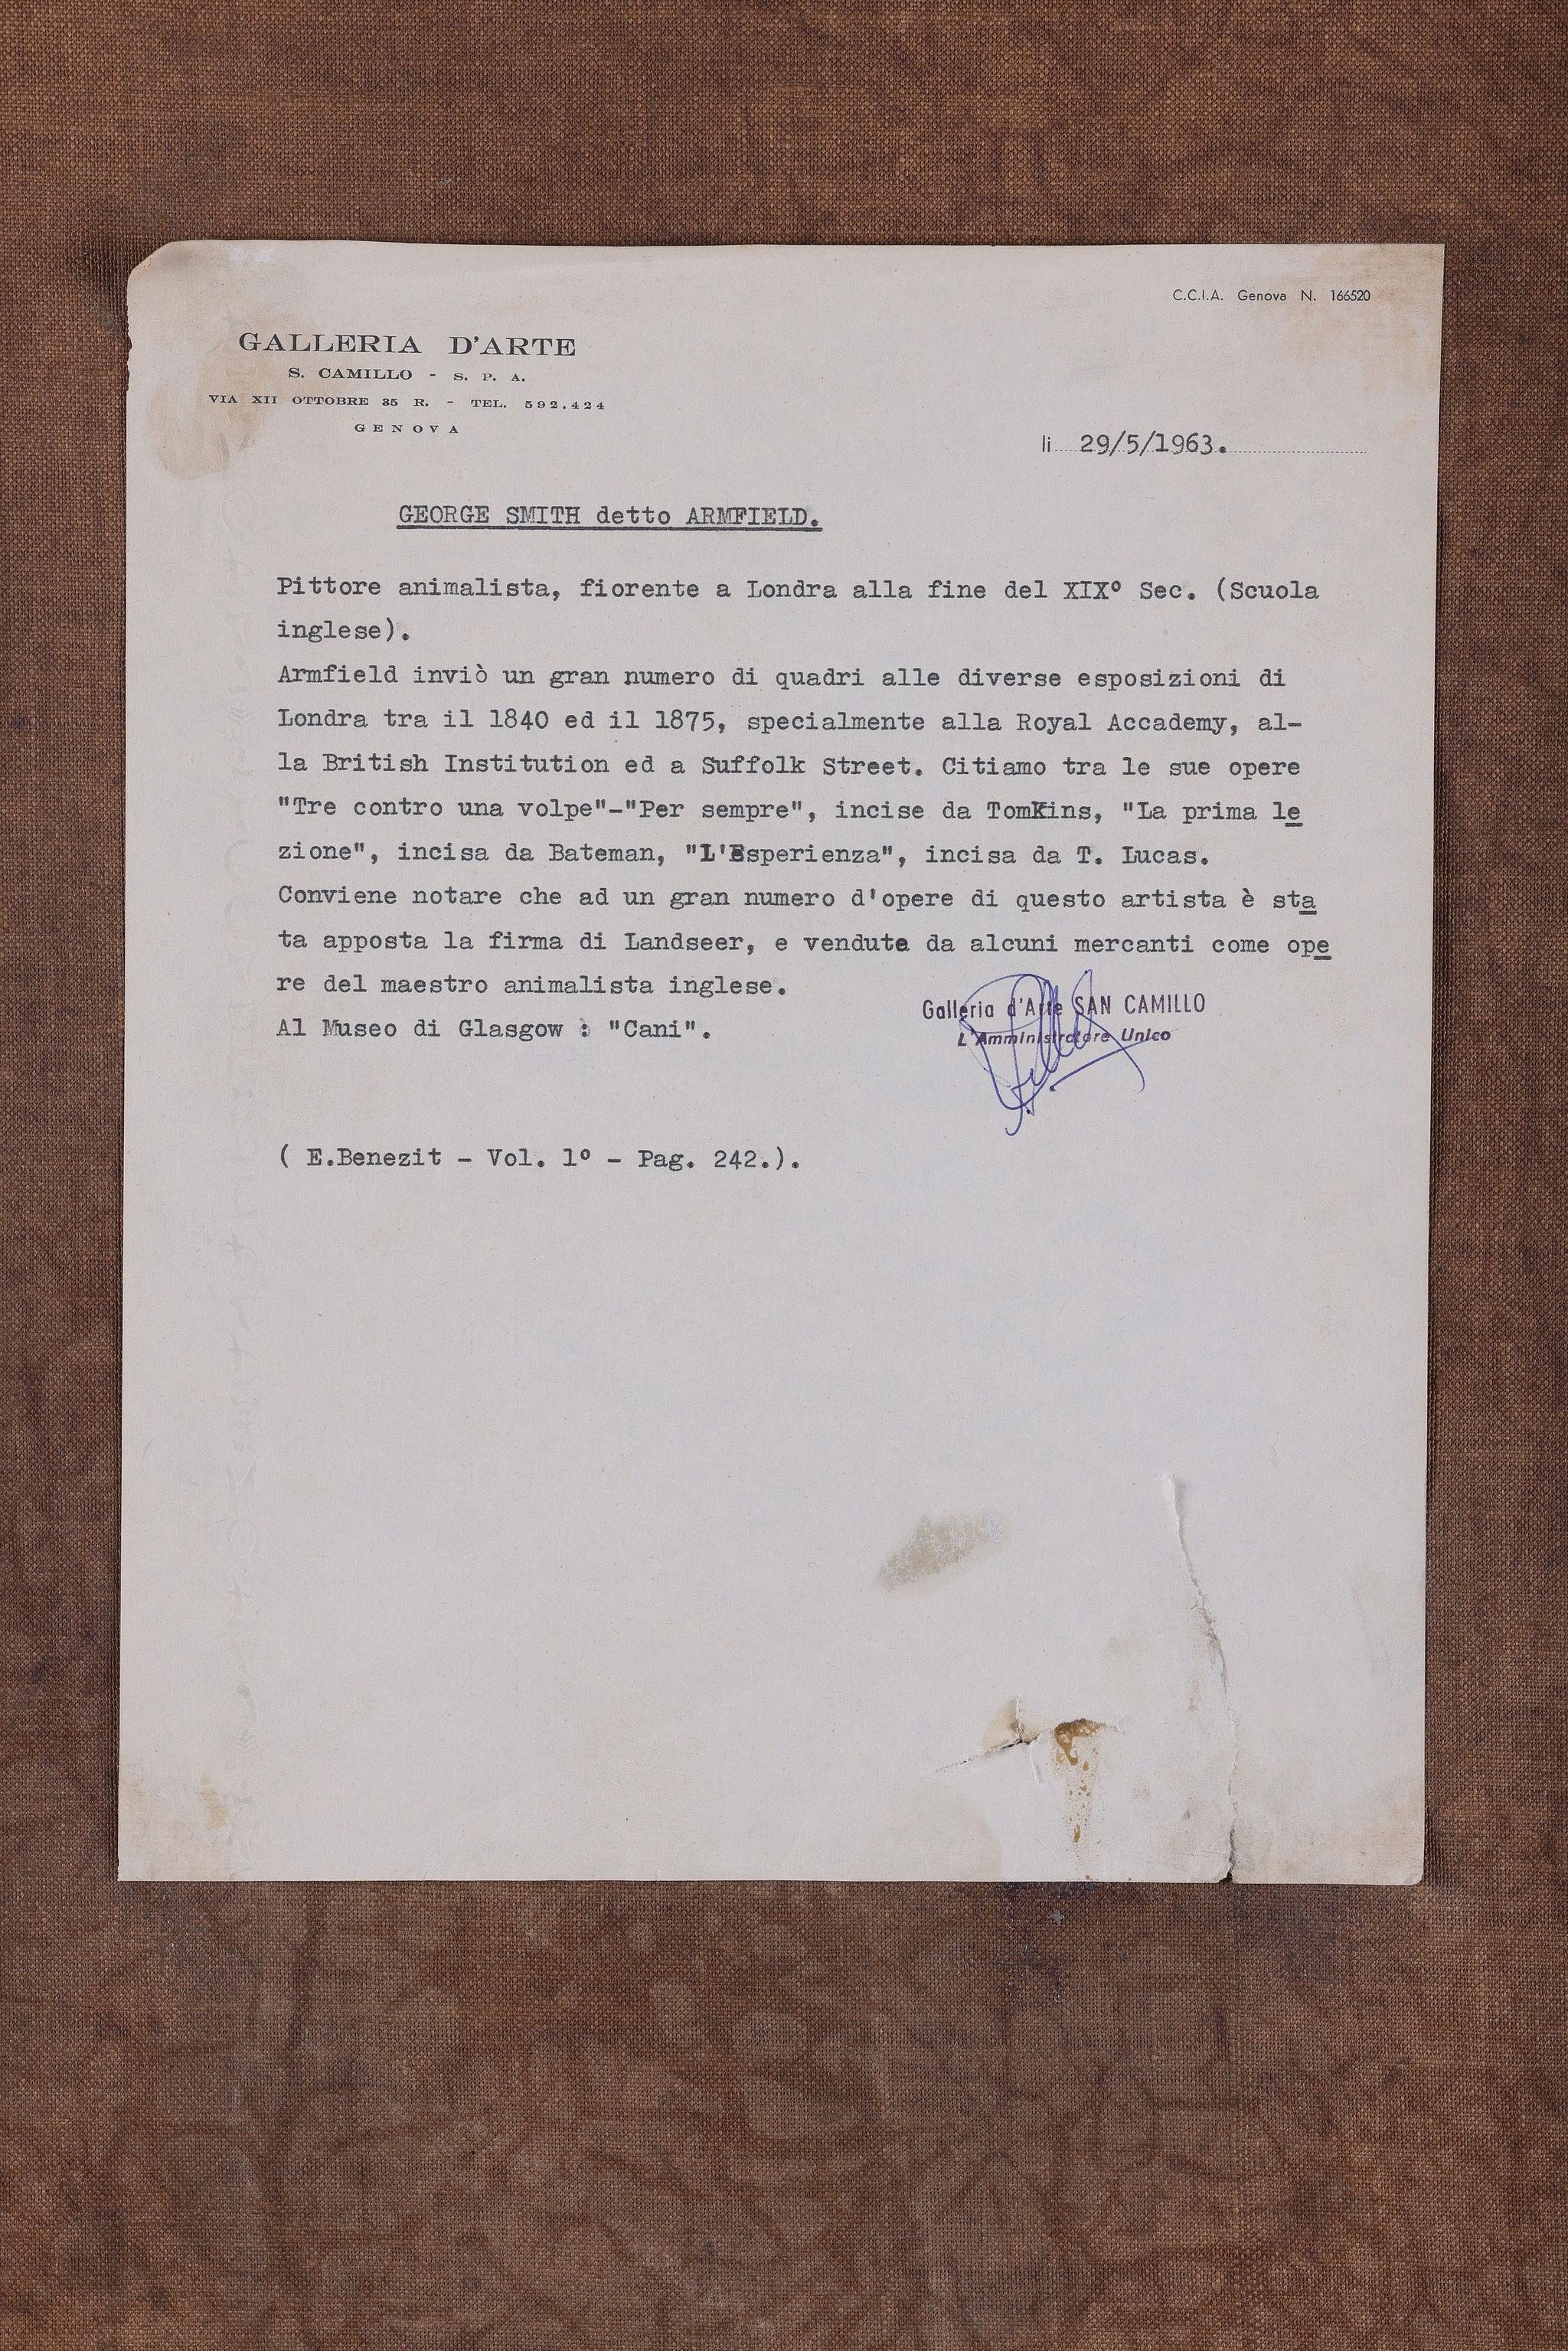 C.C.I.A. Genova N. 166520
GALLERIA D'ARTE
S. CAMILLO - S. P. A.
VIA XII OTTOBRE 35 R. - TEL. 592.424
GENOVA
li 29/5/1963.
GEORGE SMITH detto ARMFIELD.
Pittore animalista, fiorente a Londra alla fine del XIXº Sec. (Scuola
inglese).
Armfield inviò un gran numero di quadri alle diverse esposizioni di
Londra tra il 1840 ed il 1875, specialmente alla Royal Accademy, al-
la British Institution ed a Suffolk Street. Citiamo tra le sue opere
"Tre contro una volpe"-"Per sempre", incise da TomKins, "La prima le
zione", incisa da Bateman, "L'Esperienza", incisa da T. Lucas.
Conviene notare che ad un gran numero d'opere di questo artista è sta
ta apposta la firma di Landseer, e vendute da alcuni mercanti come ope
re del maestro animalista inglese.
Al Museo di Glasgow : "Cani".
Galleria d'Arte SAN CAMILLO
L'Amministratore Unico
( E.Benezit - Vol. 1º - Pag. 242.).